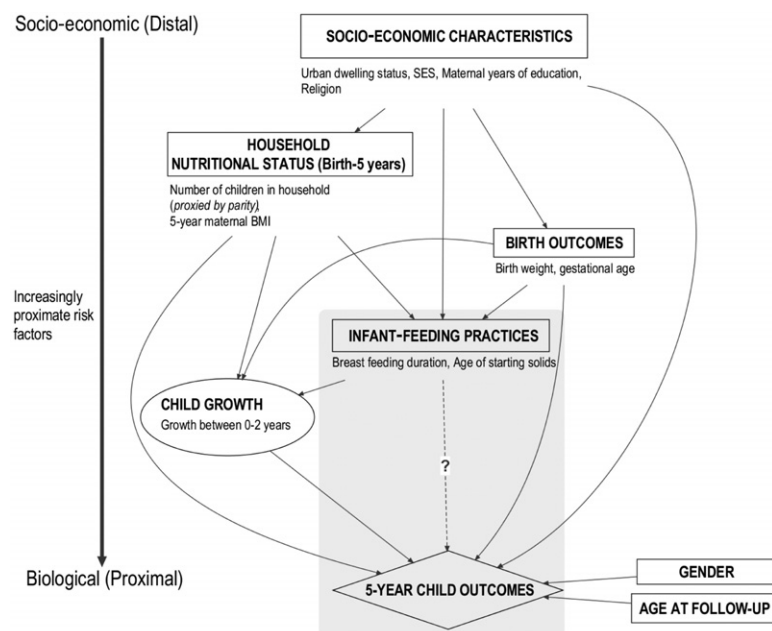 Socio-economic (Distal)
SOCIO-ECONOMIC CHARACTERISTICS
Urban dwelling status, SES, Maternal years of education,
Religion
HOUSEHOLD
NUTRITIONAL STATUS (Birth-5 years)
Number of children in household
(proxied by parity),
5-year maternal BMI
BIRTH OUTCOMES
Birth weight, gestational age
Increasingly
proximate risk
factors
INFANT-FEEDING PRACTICES
Breast feeding duration, Age of starting solids
CHILD GROWTH
Growth between 0-2 years
?
Biological (Proximal)
5-YEAR CHILD OUTCOMES
GENDER
AGE AT FOLLOW-UP